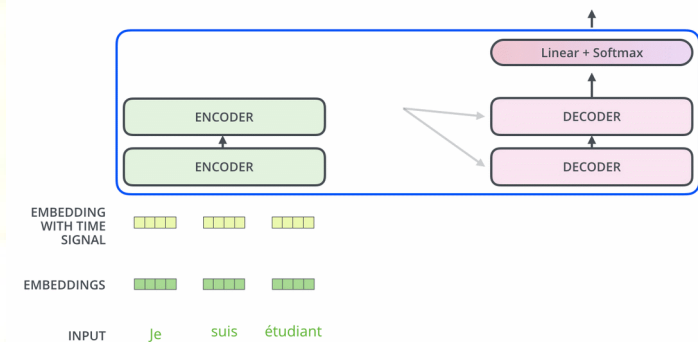 Linear + Softmax
ENCODER
DECODER
ENCODER
DECODER
EMBEDDING
WITH TIME
SIGNAL
EMBEDDINGS
INPUT
Je suis étudiant